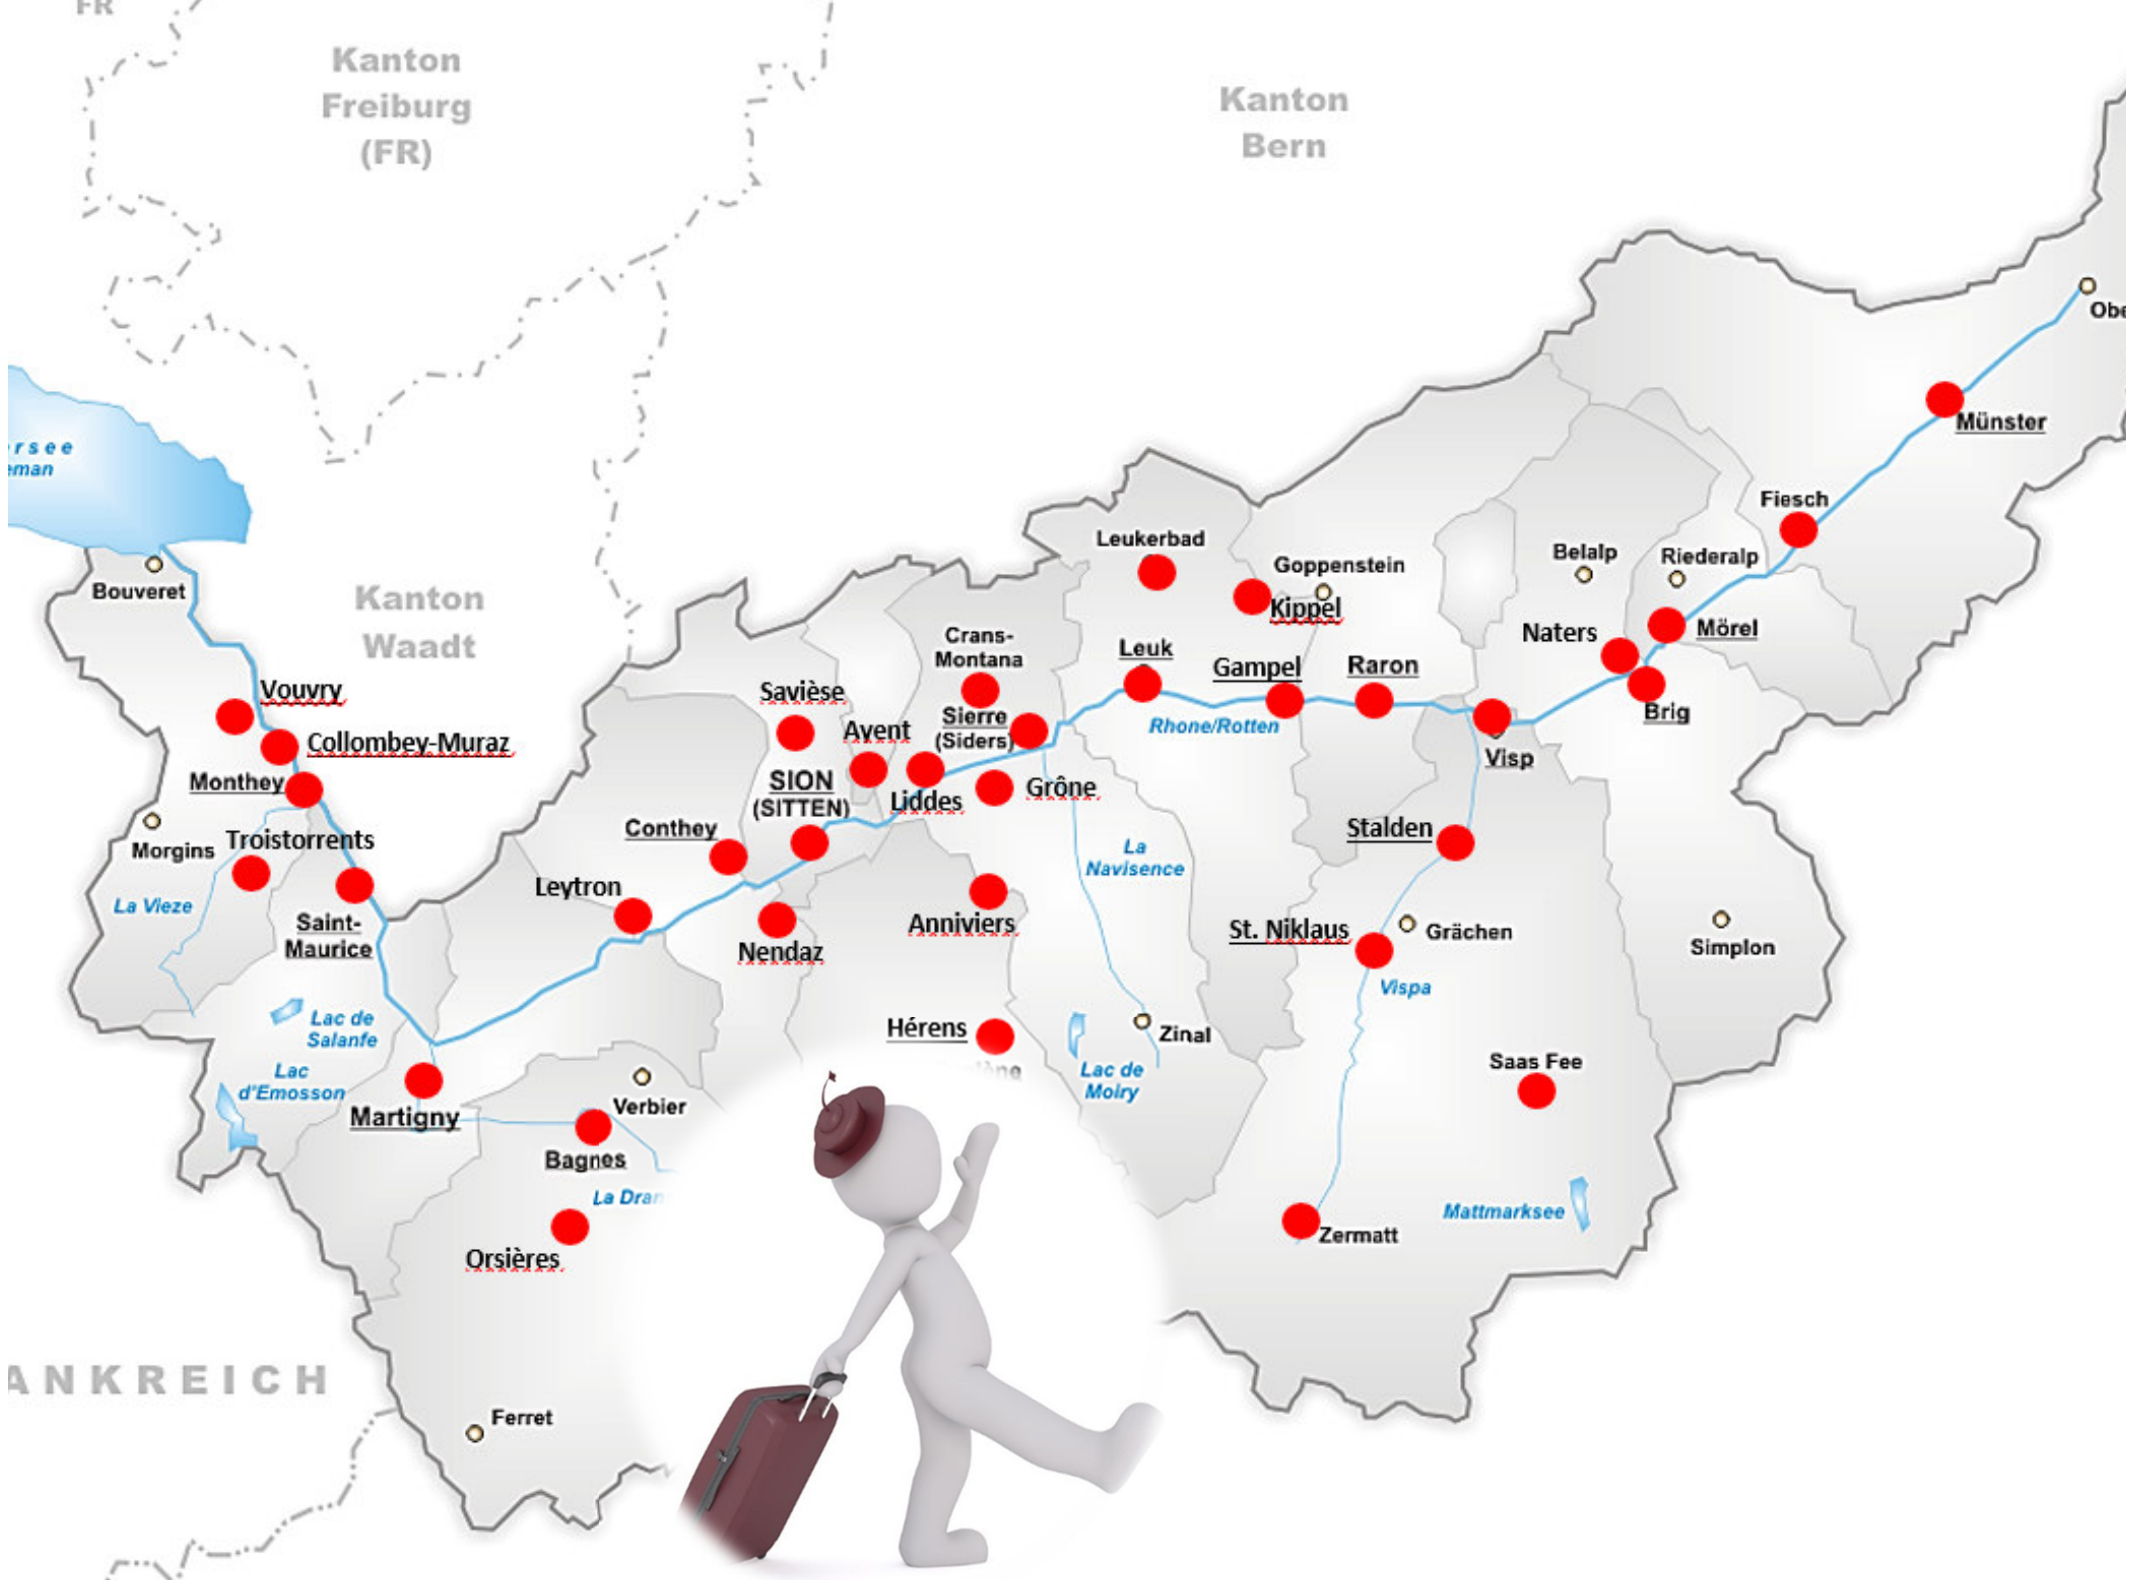 FR
Kanton
Freiburg
(FR)
Kanton
Bern
Obe
Münster
rsee
eman
Fiesch
Leukerbad
Goppenstein
Belalp
Riederalp
Bouveret
Kanton
Waadt
Kippel
Crans-
Montana
Naters
Mörel
Leuk
Gampel
Raron
Vouvry
Savièse
Sierre
(Siders)
Rhone/Rotten
Brig
Collombey-Muraz
Ayent
Visp
Monthey
SION
(SITTEN)
Liddes
Grône
Conthey
Stalden
Morgins
Troistorrents
La
Navisence
Leytron
La Vieze
Saint-
Maurice
Anniviers
St. Niklaus
Grächen
Nendaz
Simplon
Vispa
Lac de
Salanfe
Hérens
Zinal
Lac
d'Emosson
Lac de
Moiry
Saas Fee
Martigny
Verbier
Bagnes
La Dran
Mattmarksee
Zermatt
Orsières
ANKREICH
Ferret